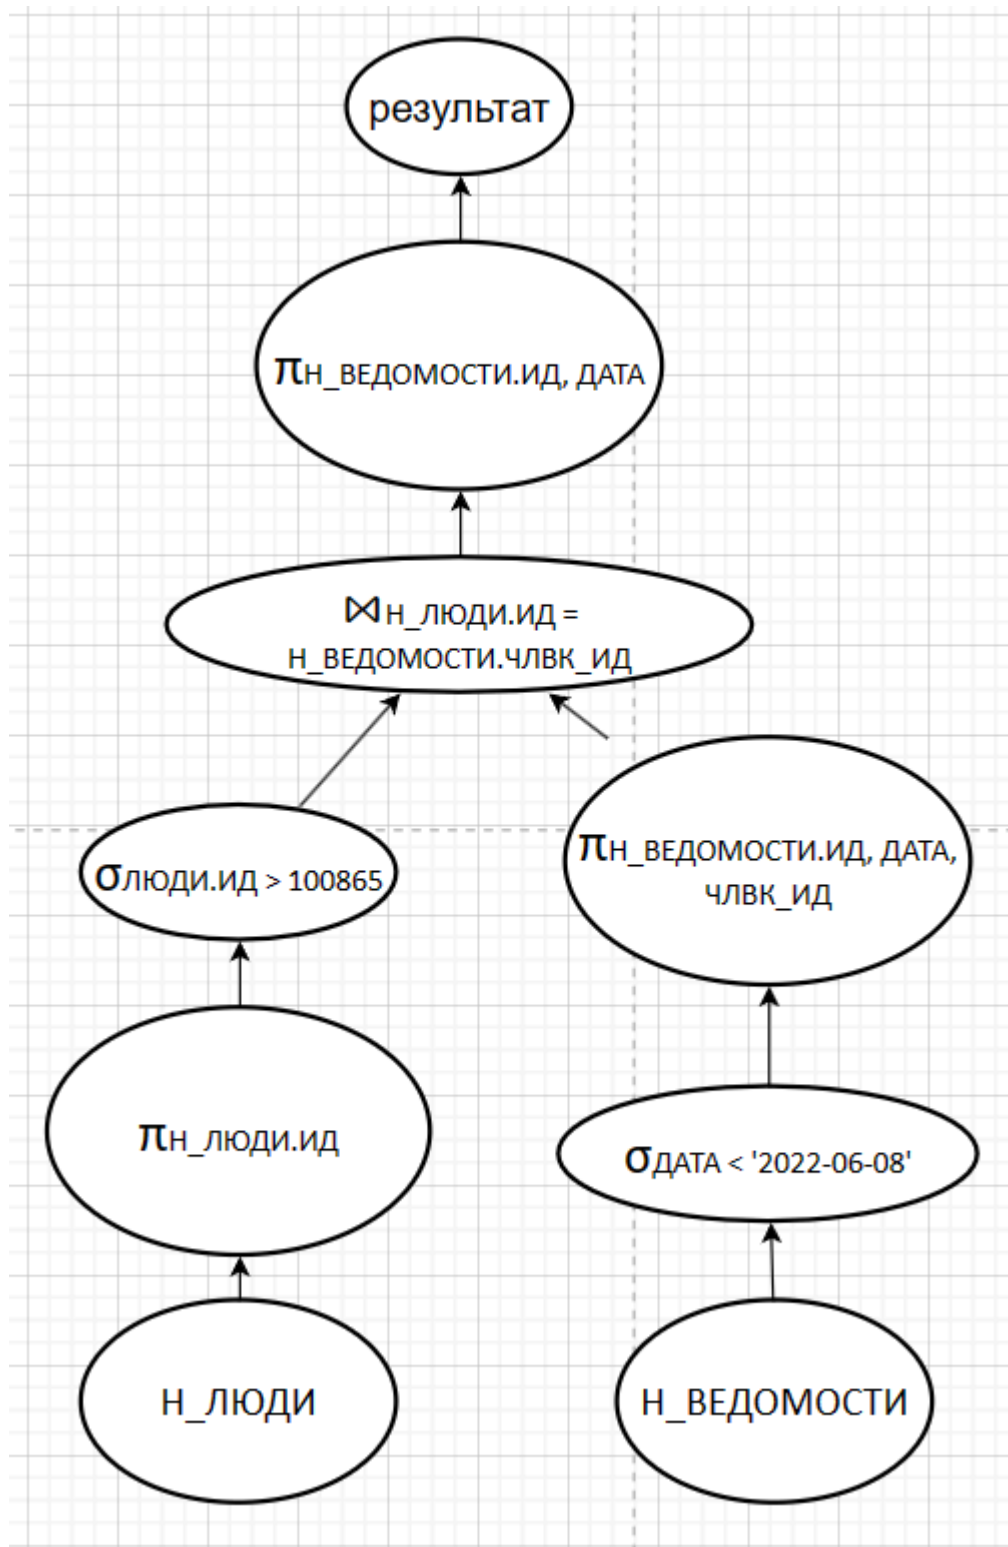 результат
πН_ВЕДОМОСТИ.ИД, ДАТА
⋈Н_ЛЮДИ.ИД =
Н_ВЕДОМОСТИ.ЧЛВК_ИД
σЛЮДИ.ИД > 100865
πН_ВЕДОМОСТИ.ИД, ДАТА,
ЧЛВК_ИД
πН_ЛЮДИ.ИД
σДАТА < '2022-06-08'
Н_ЛЮДИ
Н_ВЕДОМОСТИ